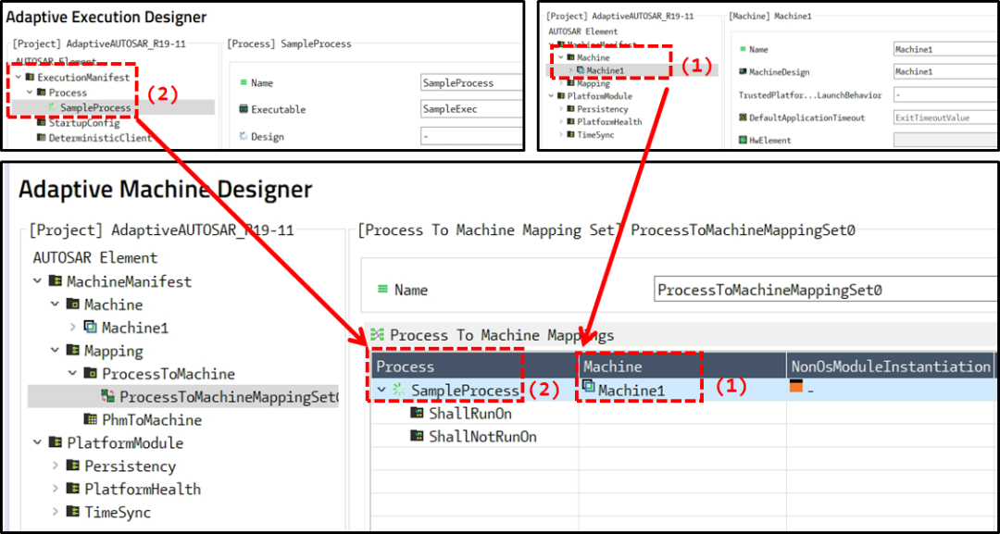 Adaptive Execution Designer
[Project] AdaptiveAUTOSAR_R19-11
AUTOSAR Element
ExecutionManifest
Process
SampleProcess
StartupConfig
DeterministicClient
(2)
[Process] SampleProcess
Name
SampleProcess
Executable
SampleExec
Design
-
[Project] AdaptiveAUTOSAR_R19-11
AUTOSAR Element
MachineManifest
Machine
Machine1
Mapping
PlatformModule
Persistency
PlatformHealth
TimeSync
(1)
[Machine] Machine1
Name
Machine1
MachineDesign
Machine1
TrustedPlatfor...LaunchBehavior
-
DefaultApplicationTimeout
ExitTimeoutValue
HwElement
Adaptive Machine Designer
[Project] AdaptiveAUTOSAR_R19-11
AUTOSAR Element
MachineManifest
Machine
Machine1
Mapping
ProcessToMachine
ProcessToMachineMappingSet0
PhmToMachine
PlatformModule
Persistency
PlatformHealth
TimeSync
[Process To Machine Mapping Set] ProcessToMachineMappingSet0
Name
ProcessToMachineMappingSet0
Process To Machine Mappings
Process Machine NonOsModuleInstantiation
SampleProcess (2) Machine1 (1) -
ShallRunOn
ShallNotRunOn